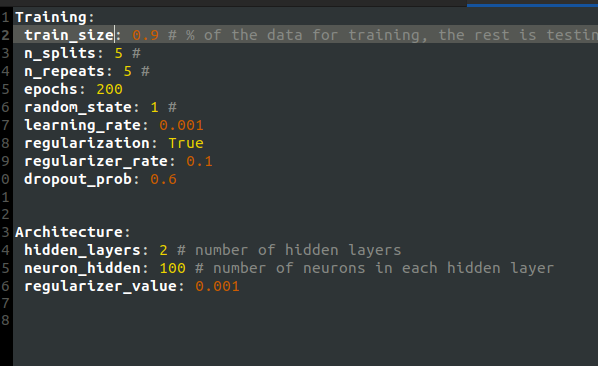 1 Training:
2 train_size: 0.9 # % of the data for training, the rest is testin
3 n_splits: 5 #
4 n_repeats: 5 #
5 epochs: 200
6 random_state: 1 #
7 learning_rate: 0.001
8 regularization: True
9 regularizer_rate: 0.1
0 dropout_prob: 0.6
1
2
3 Architecture:
4 hidden_layers: 2 # number of hidden layers
5 neuron_hidden: 100 # number of neurons in each hidden layer
6 regularizer_value: 0.001
7
8